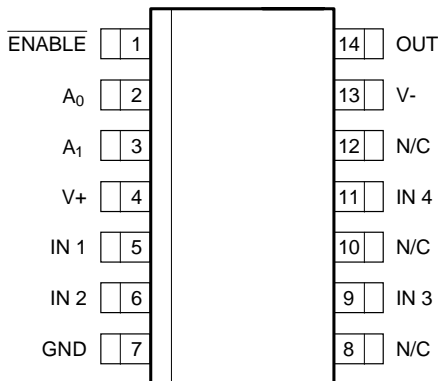 ENABLE 1 14 OUT
A0 2 13 V-
A1 3 12 N/C
V+ 4 11 IN 4
IN 1 5 10 N/C
IN 2 6 9 IN 3
GND 7 8 N/C